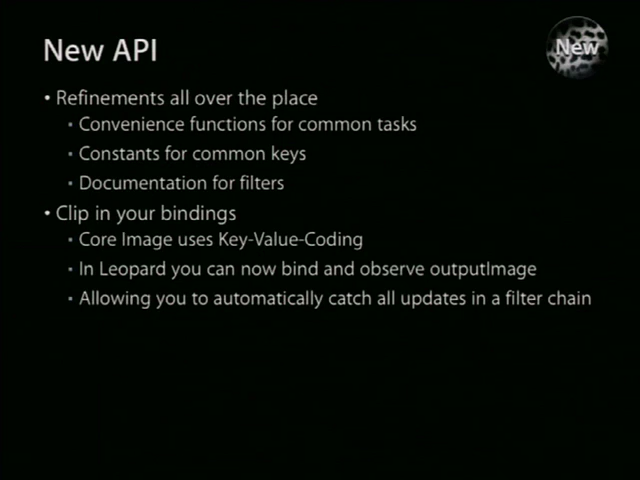 New API
New
• Refinements all over the place
▪ Convenience functions for common tasks
▪ Constants for common keys
▪ Documentation for filters
• Clip in your bindings
▪ Core Image uses Key-Value-Coding
▪ In Leopard you can now bind and observe outputImage
▪ Allowing you to automatically catch all updates in a filter chain